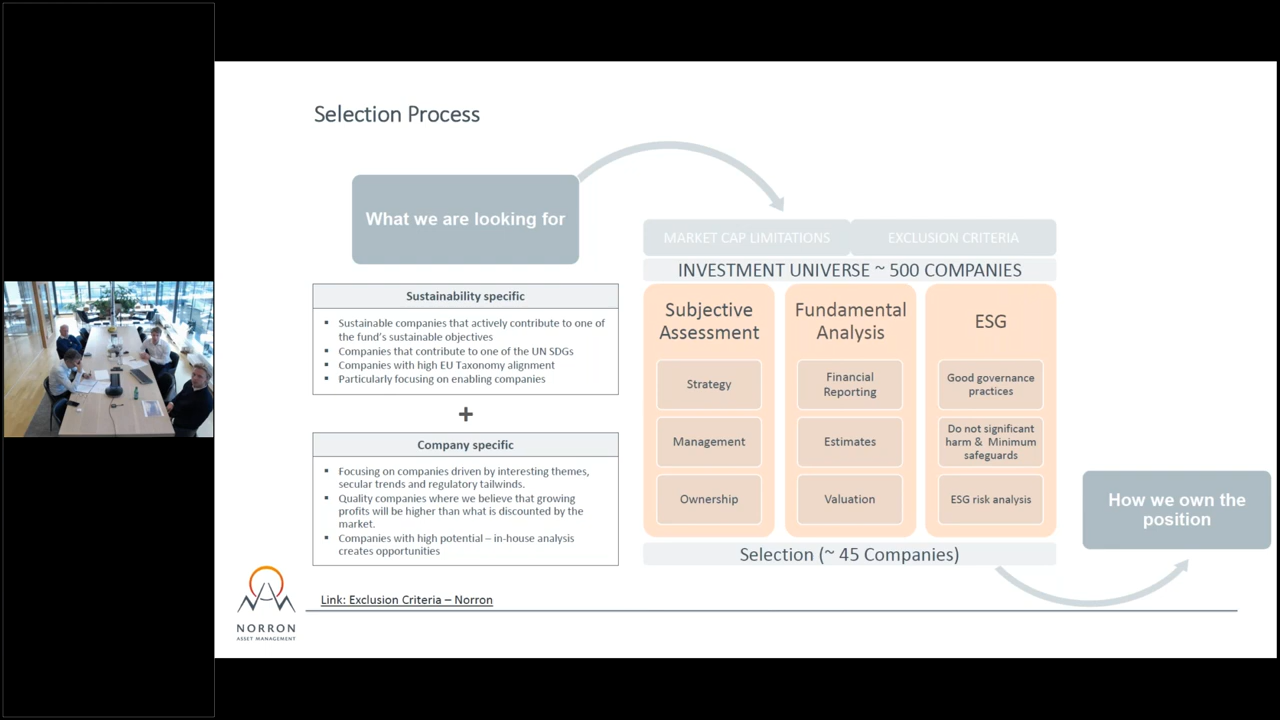 Selection Process
What we are looking for
Sustainability specific
▪ Sustainable companies that actively contribute to one of
the fund's sustainable objectives
▪ Companies that contribute to one of the UN SDGs
▪ Companies with high EU Taxonomy alignment
▪ Particularly focusing on enabling companies
+
Company specific
▪ Focusing on companies driven by interesting themes,
secular trends and regulatory tailwinds.
▪ Quality companies where we believe that growing
profits will be higher than what is discounted by the
market.
▪ Companies with high potential – in-house analysis
creates opportunities
Link: Exclusion Criteria – Norron
MARKET CAP LIMITATIONS
EXCLUSION CRITERIA
INVESTMENT UNIVERSE ~ 500 COMPANIES
Subjective
Assessment
Strategy
Management
Ownership
Fundamental
Analysis
Financial
Reporting
Estimates
Valuation
ESG
Good governance
practices
Do not significant
harm & Minimum
safeguards
ESG risk analysis
Selection (~ 45 Companies)
How we own the
position
NORRON
ASSET MANAGEMENT